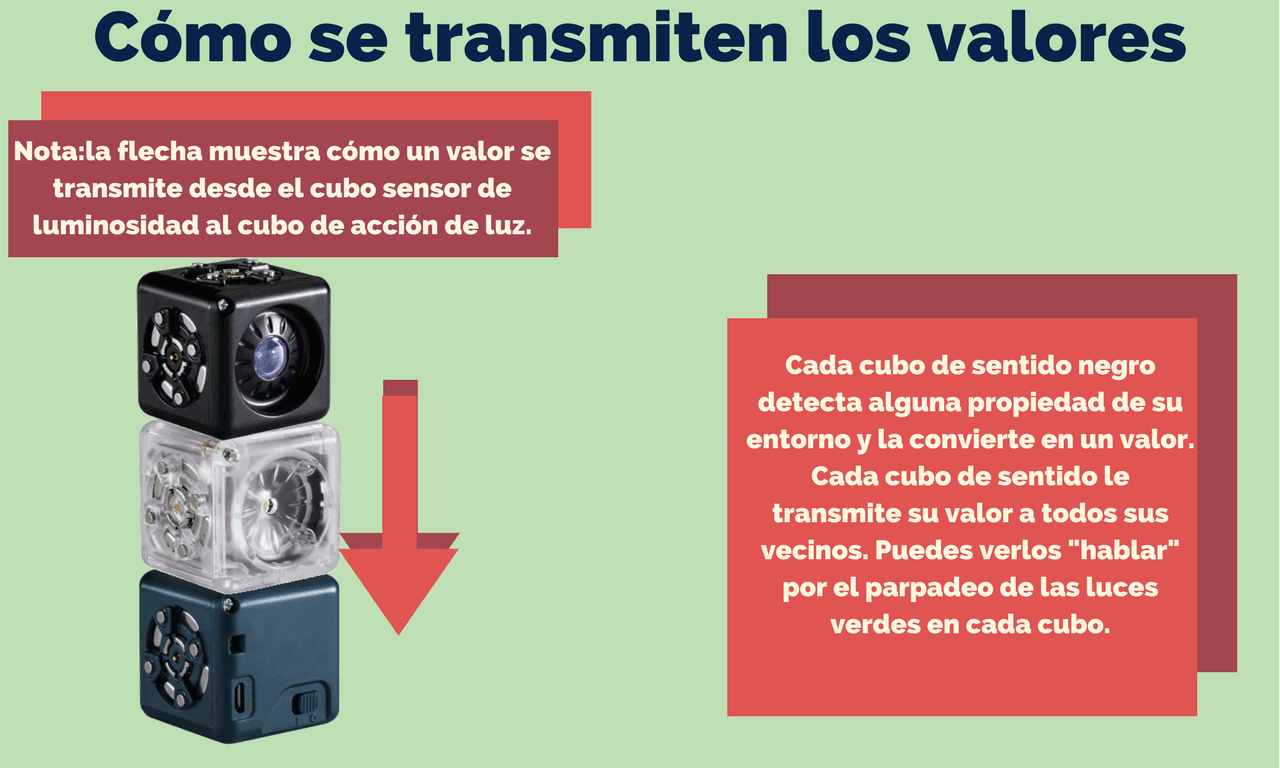 Cómo se transmiten los valores
Nota:la flecha muestra cómo un valor se
transmite desde el cubo sensor de
luminosidad al cubo de acción de luz.
Cada cubo de sentido negro
detecta alguna propiedad de su
entorno y la convierte en un valor.
Cada cubo de sentido le
transmite su valor a todos sus
vecinos. Puedes verlos "hablar"
por el parpadeo de las luces
verdes en cada cubo.